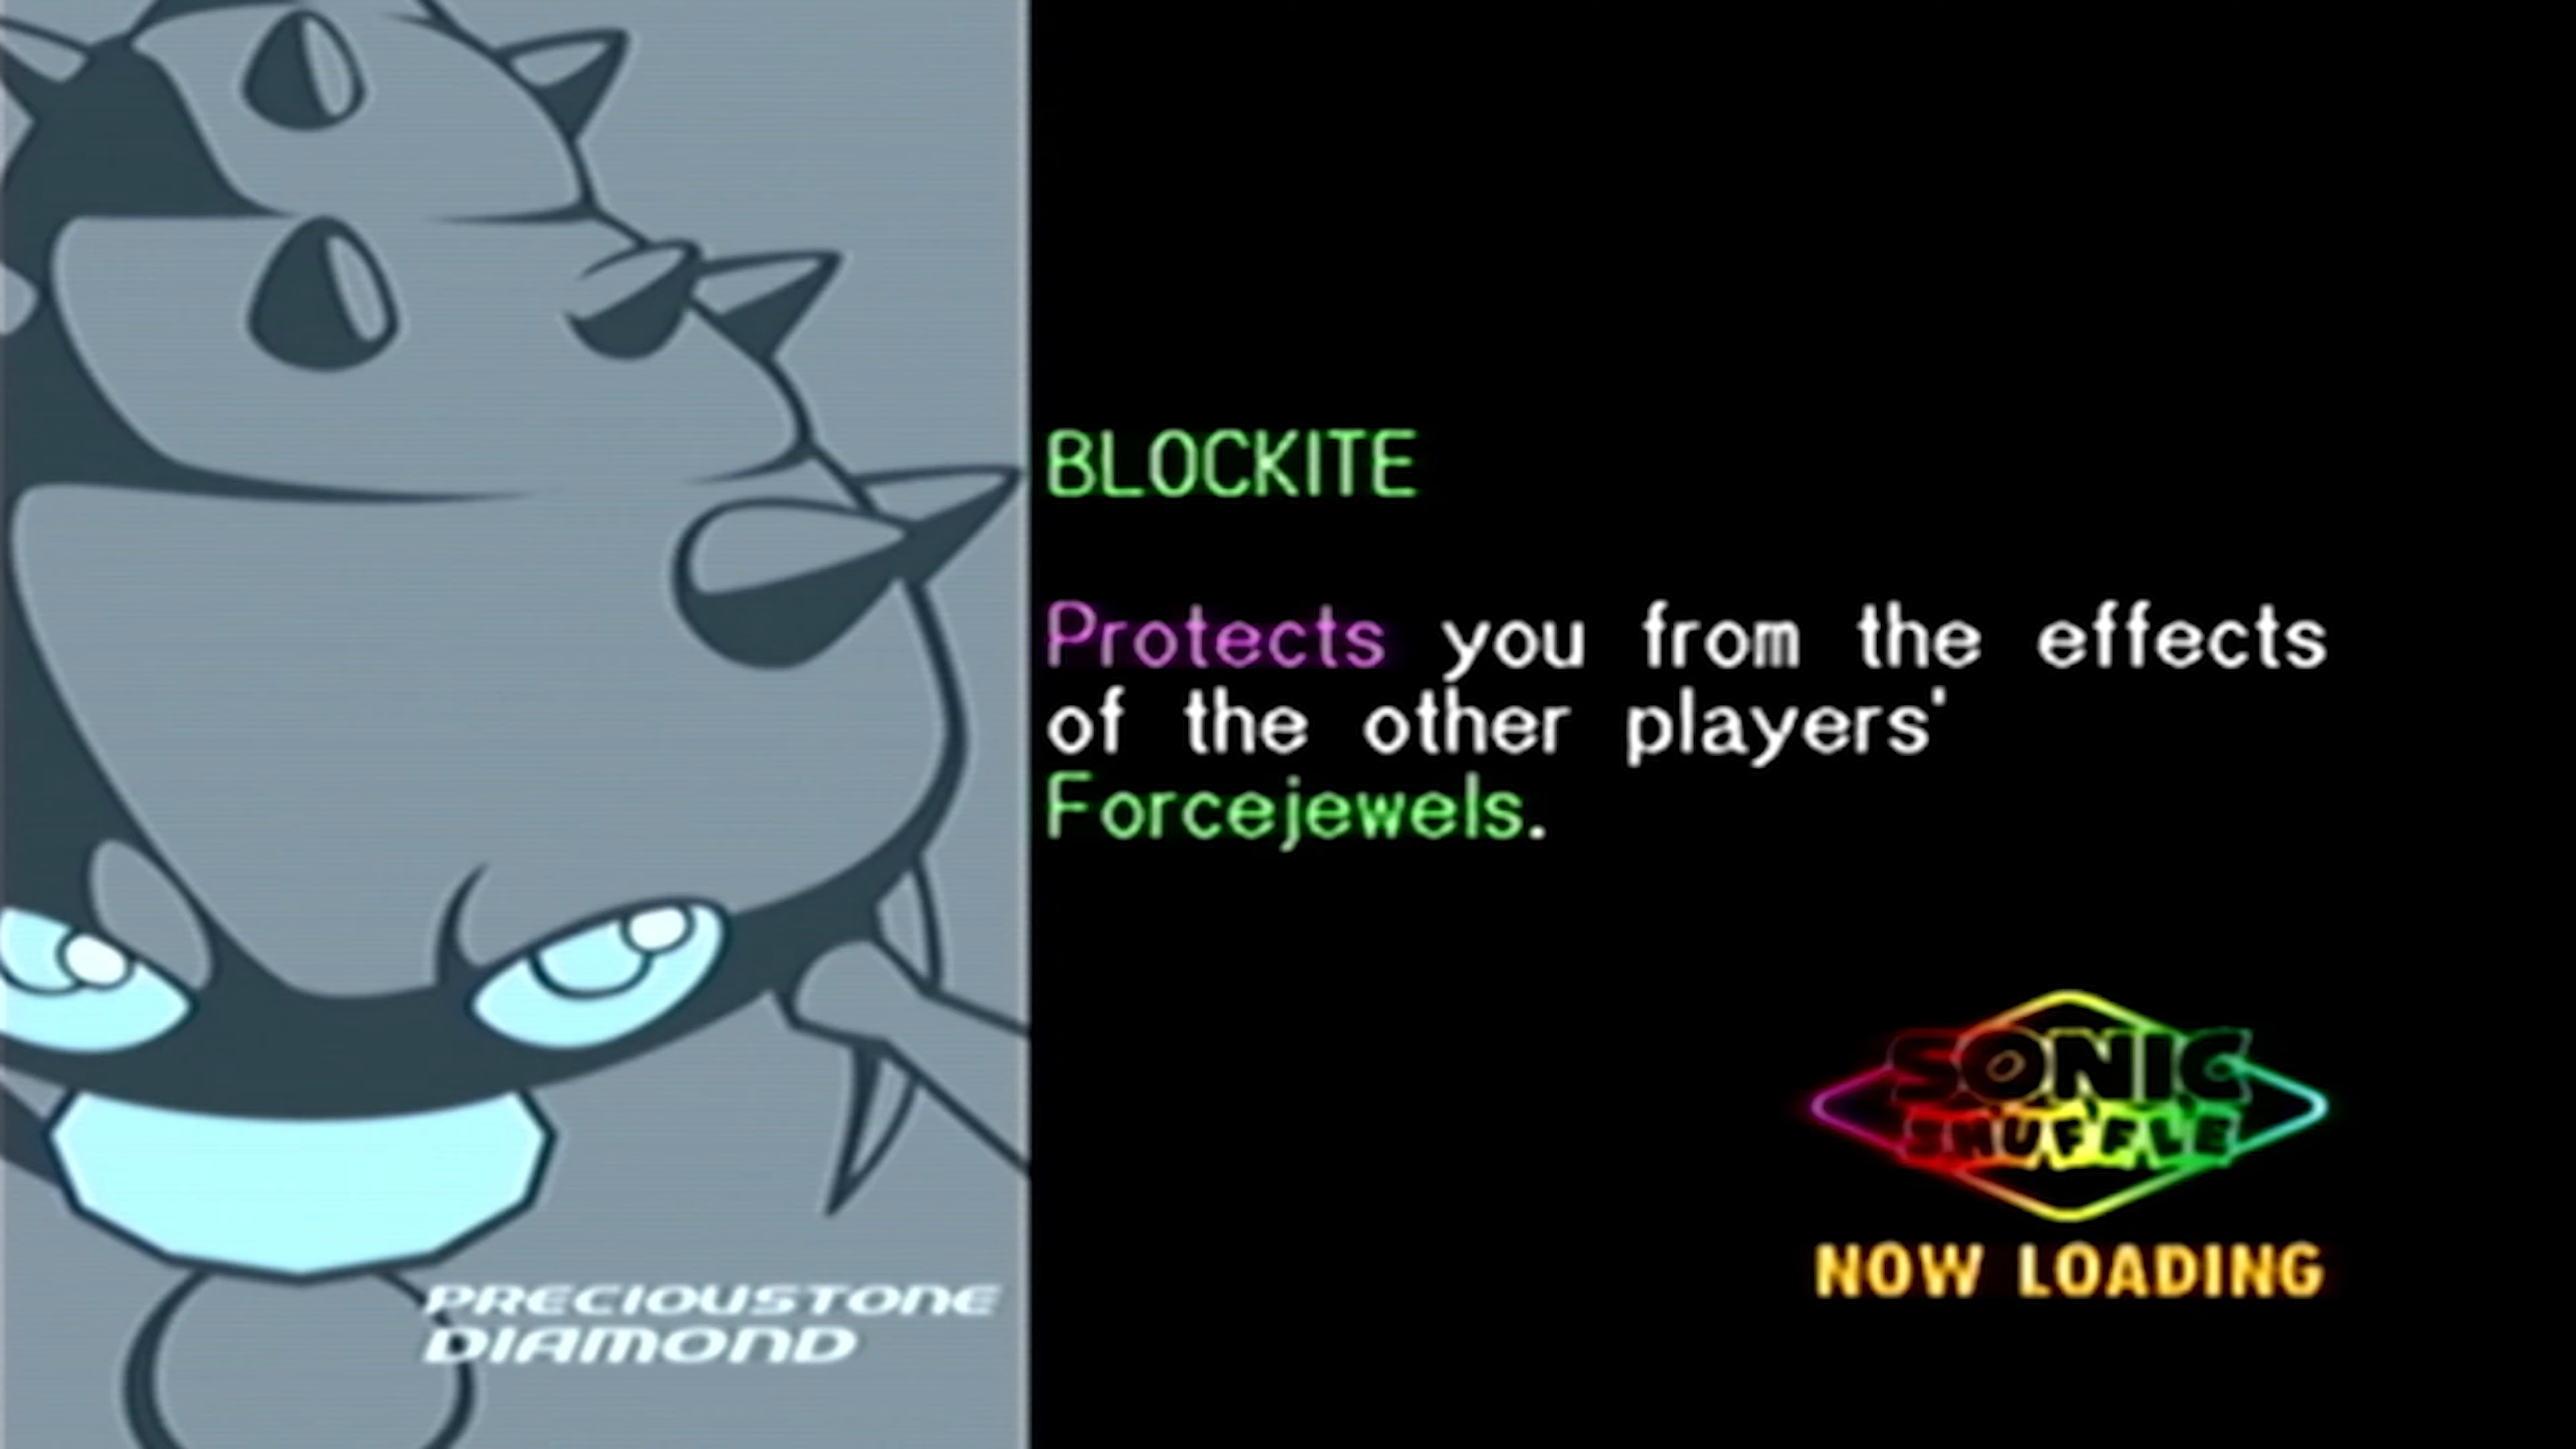 BLOCKITE
Protects you from the effects
of the other players'
Forcejewels.
SONIC
SHUFFLE
NOW LOADING
PRECIOUSTONE
DIAMOND